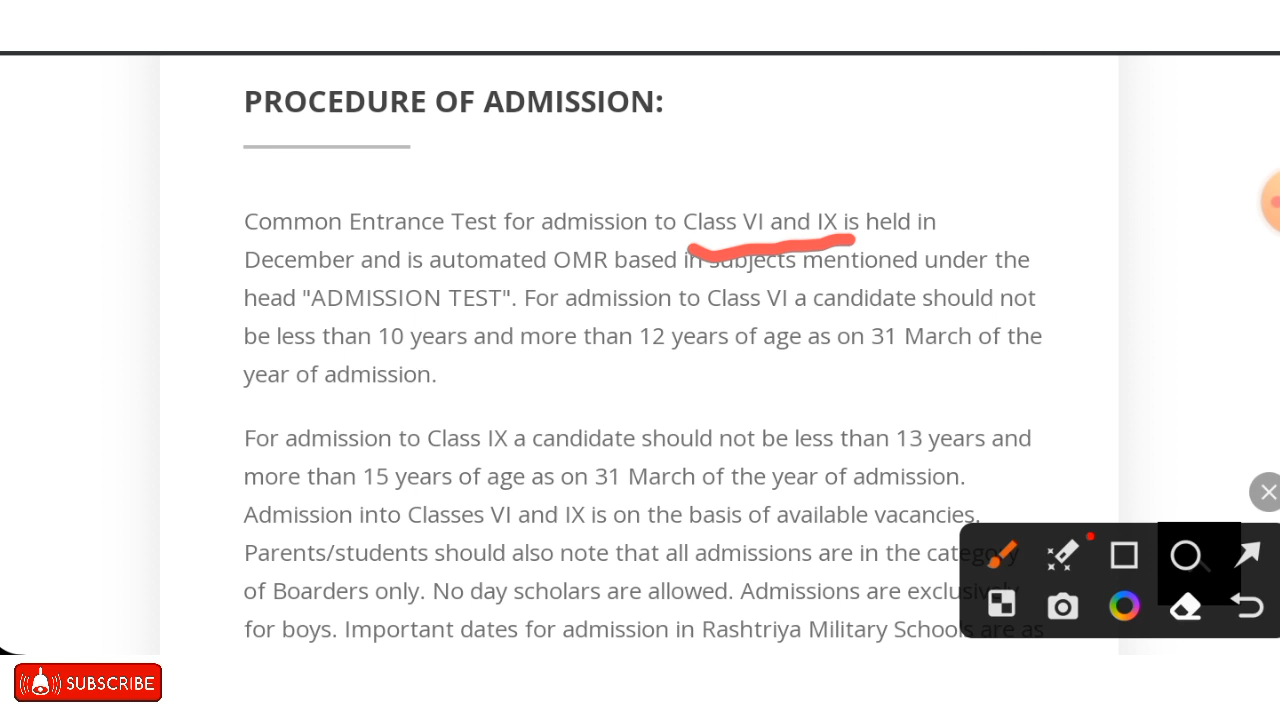 PROCEDURE OF ADMISSION:
Common Entrance Test for admission to Class VI and IX is held in
December and is automated OMR based in subjects mentioned under the
head "ADMISSION TEST". For admission to Class VI a candidate should not
be less than 10 years and more than 12 years of age as on 31 March of the
year of admission.
For admission to Class IX a candidate should not be less than 13 years and
more than 15 years of age as on 31 March of the year of admission.
Admission into Classes VI and IX is on the basis of available vacancies.
Parents/students should also note that all admissions are in the category
of Boarders only. No day scholars are allowed. Admissions are exclusively
for boys. Important dates for admission in Rashtriya Military Schools are as
SUBSCRIBE